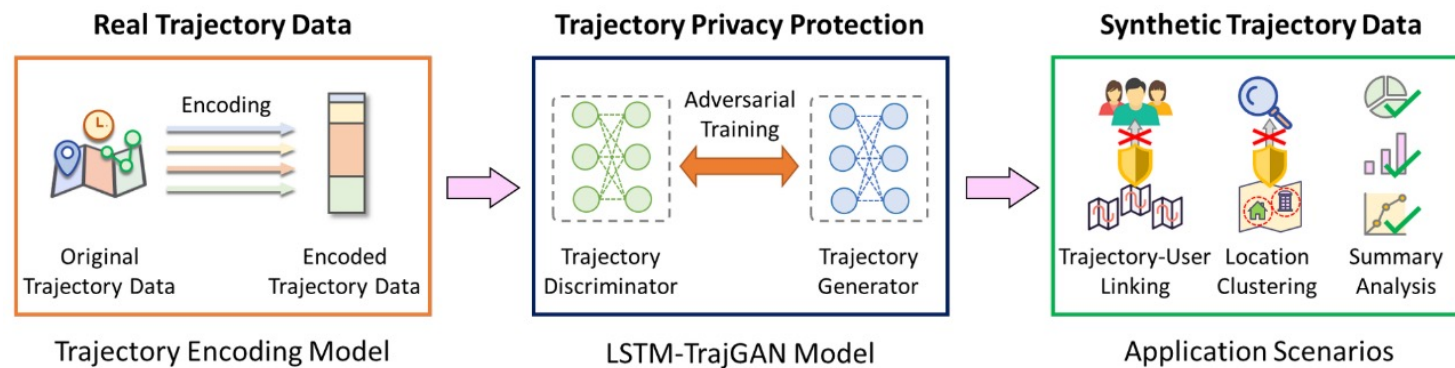 Real Trajectory Data
Encoding
Original
Trajectory Data
Encoded
Trajectory Data
Trajectory Encoding Model
Trajectory Privacy Protection
Adversarial
Training
Trajectory
Discriminator
Trajectory
Generator
LSTM-TrajGAN Model
Synthetic Trajectory Data
Trajectory-User
Linking
Location
Clustering
Summary
Analysis
Application Scenarios